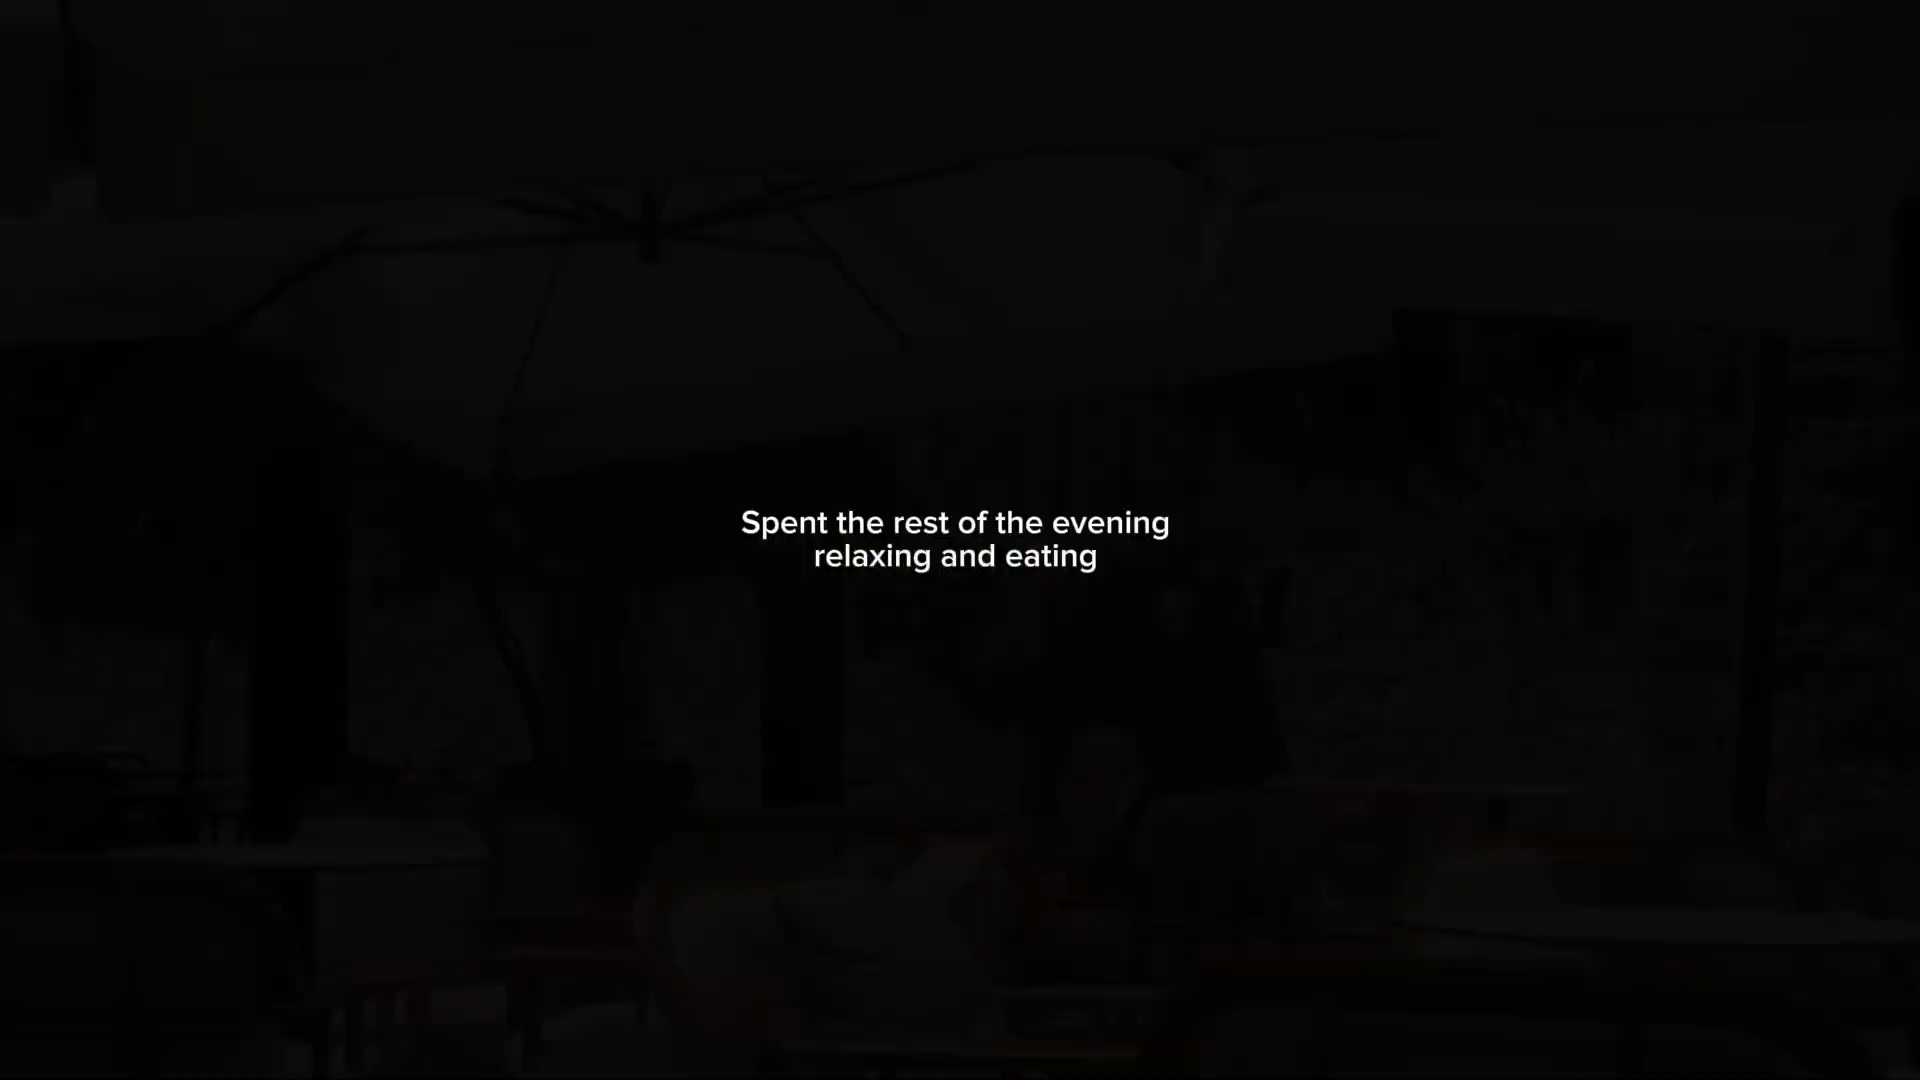 Spent the rest of the evening
relaxing and eating